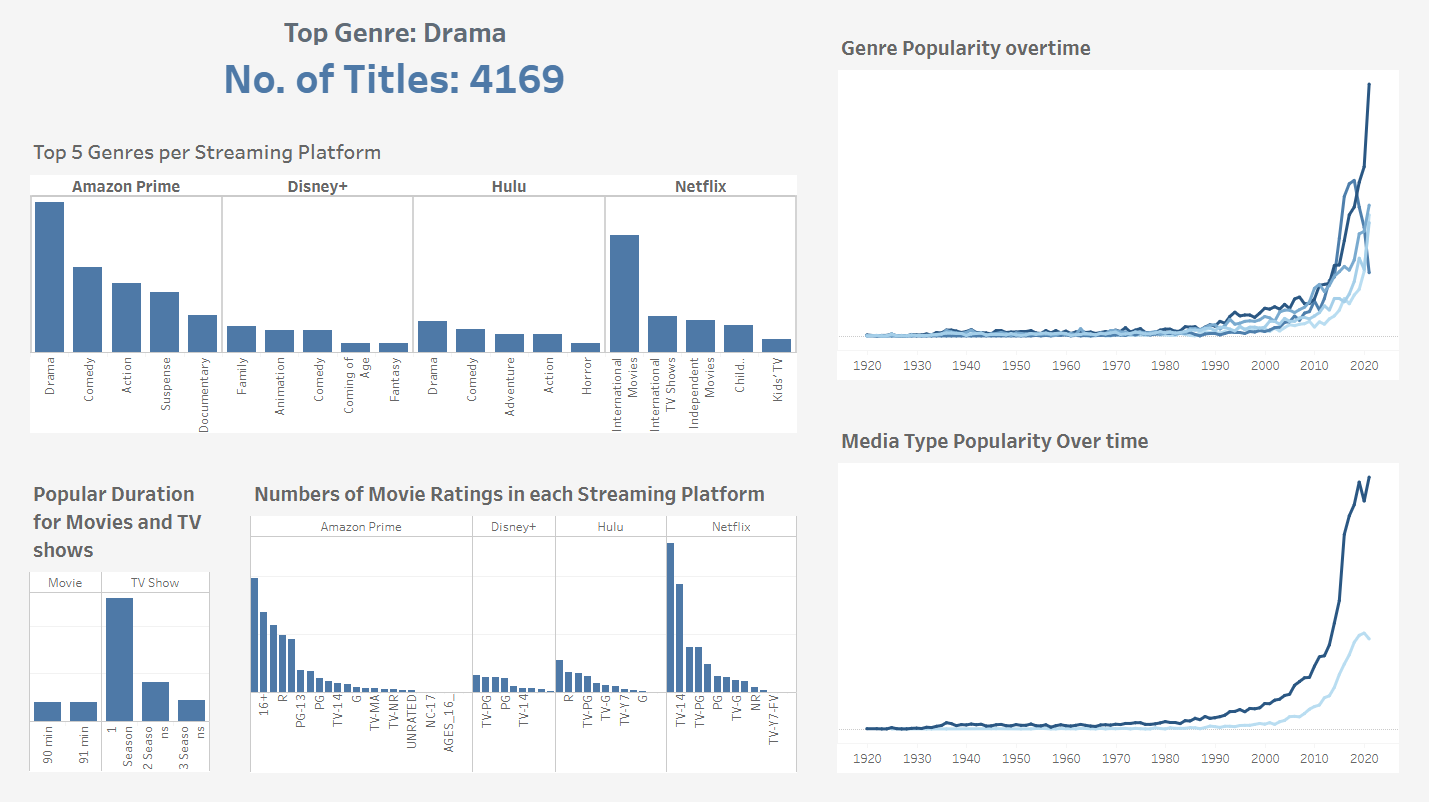 Top Genre: Drama
No. of Titles: 4169
Top 5 Genres per Streaming Platform
Amazon Prime
Disney+
Hulu
Netflix
Drama
Comedy
Action
Suspense
Documentary
Family
Animation
Comedy
Coming of
Age
Fantasy
Drama
Comedy
Adventure
Action
Horror
International
Movies
International
TV Shows
Independent
Movies
Child..
Kids' TV
Popular Duration
for Movies and TV
shows
Movie
TV Show
90 min
91 min
1
Season
2 Seaso
ns
3 Seaso
ns
Numbers of Movie Ratings in each Streaming Platform
Amazon Prime
Disney+
Hulu
Netflix
16+
R
PG-13
PG
TV-14
G
TV-MA
TV-NR
UNRATED
NC-17
AGES_16_
TV-PG
PG
TV-14
R
TV-PG
TV-G
TV-Y7
G
TV-14
TV-PG
PG
TV-G
NR
TV-Y7-FV
Genre Popularity overtime
1920 1930 1940 1950 1960 1970 1980 1990 2000 2010 2020
Media Type Popularity Over time
1920 1930 1940 1950 1960 1970 1980 1990 2000 2010 2020